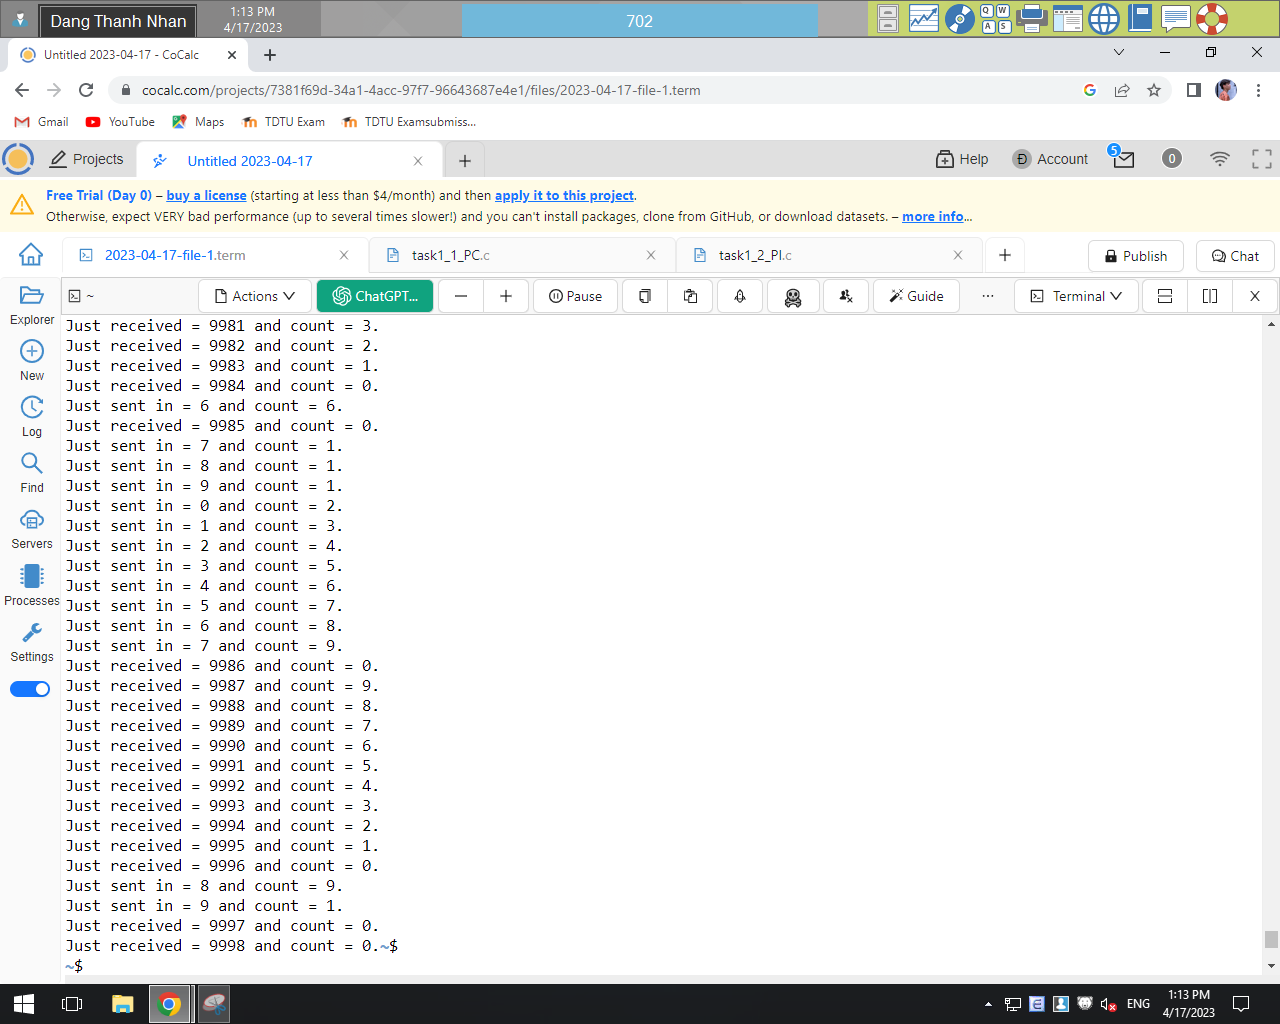 Dang Thanh Nhan
1:13 PM
4/17/2023
702
Q W
A S
Untitled 2023-04-17 - CoCalc
cocalc.com/projects/7381f69d-34a1-4acc-97f7-96643687e4e1/files/2023-04-17-file-1.term
Gmail
YouTube
Maps
TDTU Exam
TDTU Examsubmiss...
Projects
Untitled 2023-04-17
Help
Account
5
0
Free Trial (Day 0) – buy a license (starting at less than $4/month) and then apply it to this project.
Otherwise, expect VERY bad performance (up to several times slower!) and you can't install packages, clone from GitHub, or download datasets. – more info...
2023-04-17-file-1.term
task1_1_PC.c
task1_2_PI.c
Publish
Chat
~
Actions
ChatGPT...
Pause
Guide
Terminal
Explorer
New
Log
Find
Servers
Processes
Settings
Just received = 9981 and count = 3.
Just received = 9982 and count = 2.
Just received = 9983 and count = 1.
Just received = 9984 and count = 0.
Just sent in = 6 and count = 6.
Just received = 9985 and count = 0.
Just sent in = 7 and count = 1.
Just sent in = 8 and count = 1.
Just sent in = 9 and count = 1.
Just sent in = 0 and count = 2.
Just sent in = 1 and count = 3.
Just sent in = 2 and count = 4.
Just sent in = 3 and count = 5.
Just sent in = 4 and count = 6.
Just sent in = 5 and count = 7.
Just sent in = 6 and count = 8.
Just sent in = 7 and count = 9.
Just received = 9986 and count = 0.
Just received = 9987 and count = 9.
Just received = 9988 and count = 8.
Just received = 9989 and count = 7.
Just received = 9990 and count = 6.
Just received = 9991 and count = 5.
Just received = 9992 and count = 4.
Just received = 9993 and count = 3.
Just received = 9994 and count = 2.
Just received = 9995 and count = 1.
Just received = 9996 and count = 0.
Just sent in = 8 and count = 9.
Just sent in = 9 and count = 1.
Just received = 9997 and count = 0.
Just received = 9998 and count = 0.~$
~$
ENG
1:13 PM
4/17/2023